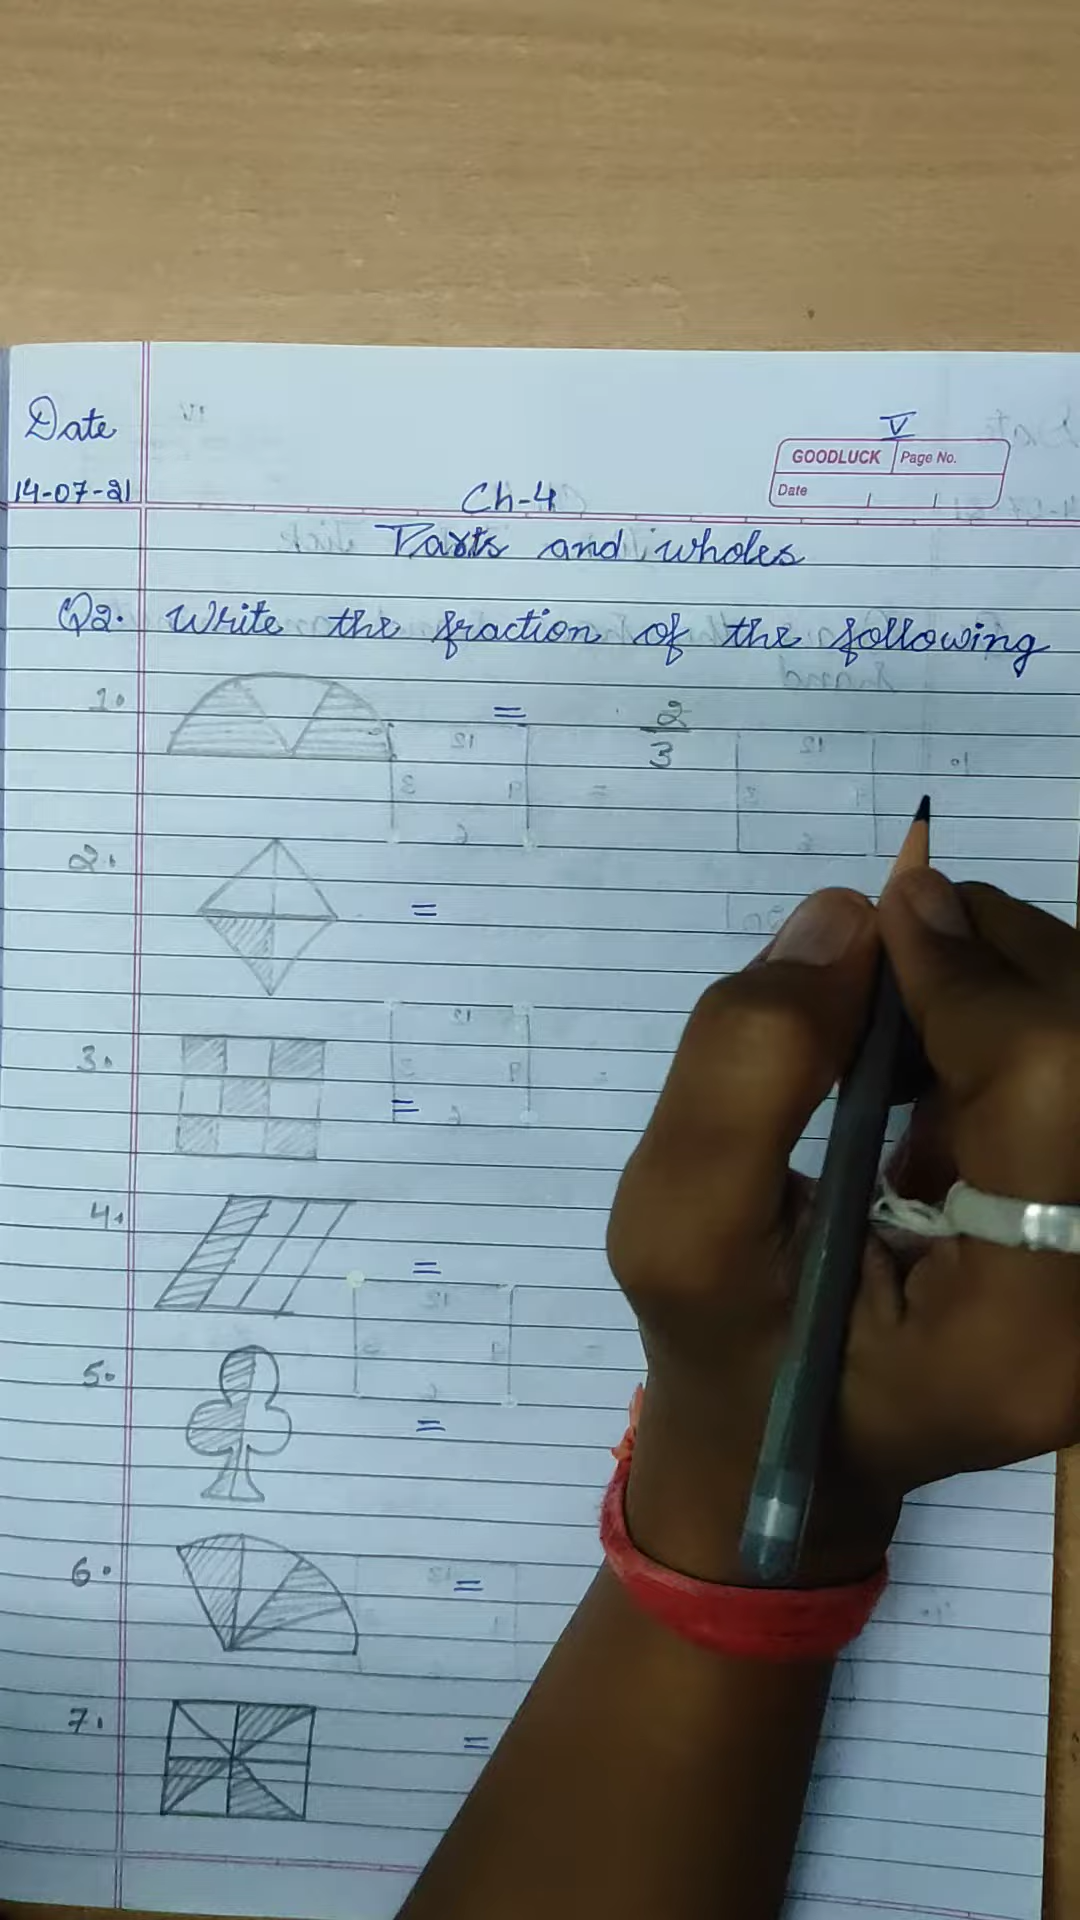 Date
V
GOODLUCK Page No.
Date
14-07-21
Ch-4
Parts and wholes
Q2. Write the fraction of the following
1. = 2/3
2. =
3. =
4. =
5. =
6. =
7. =